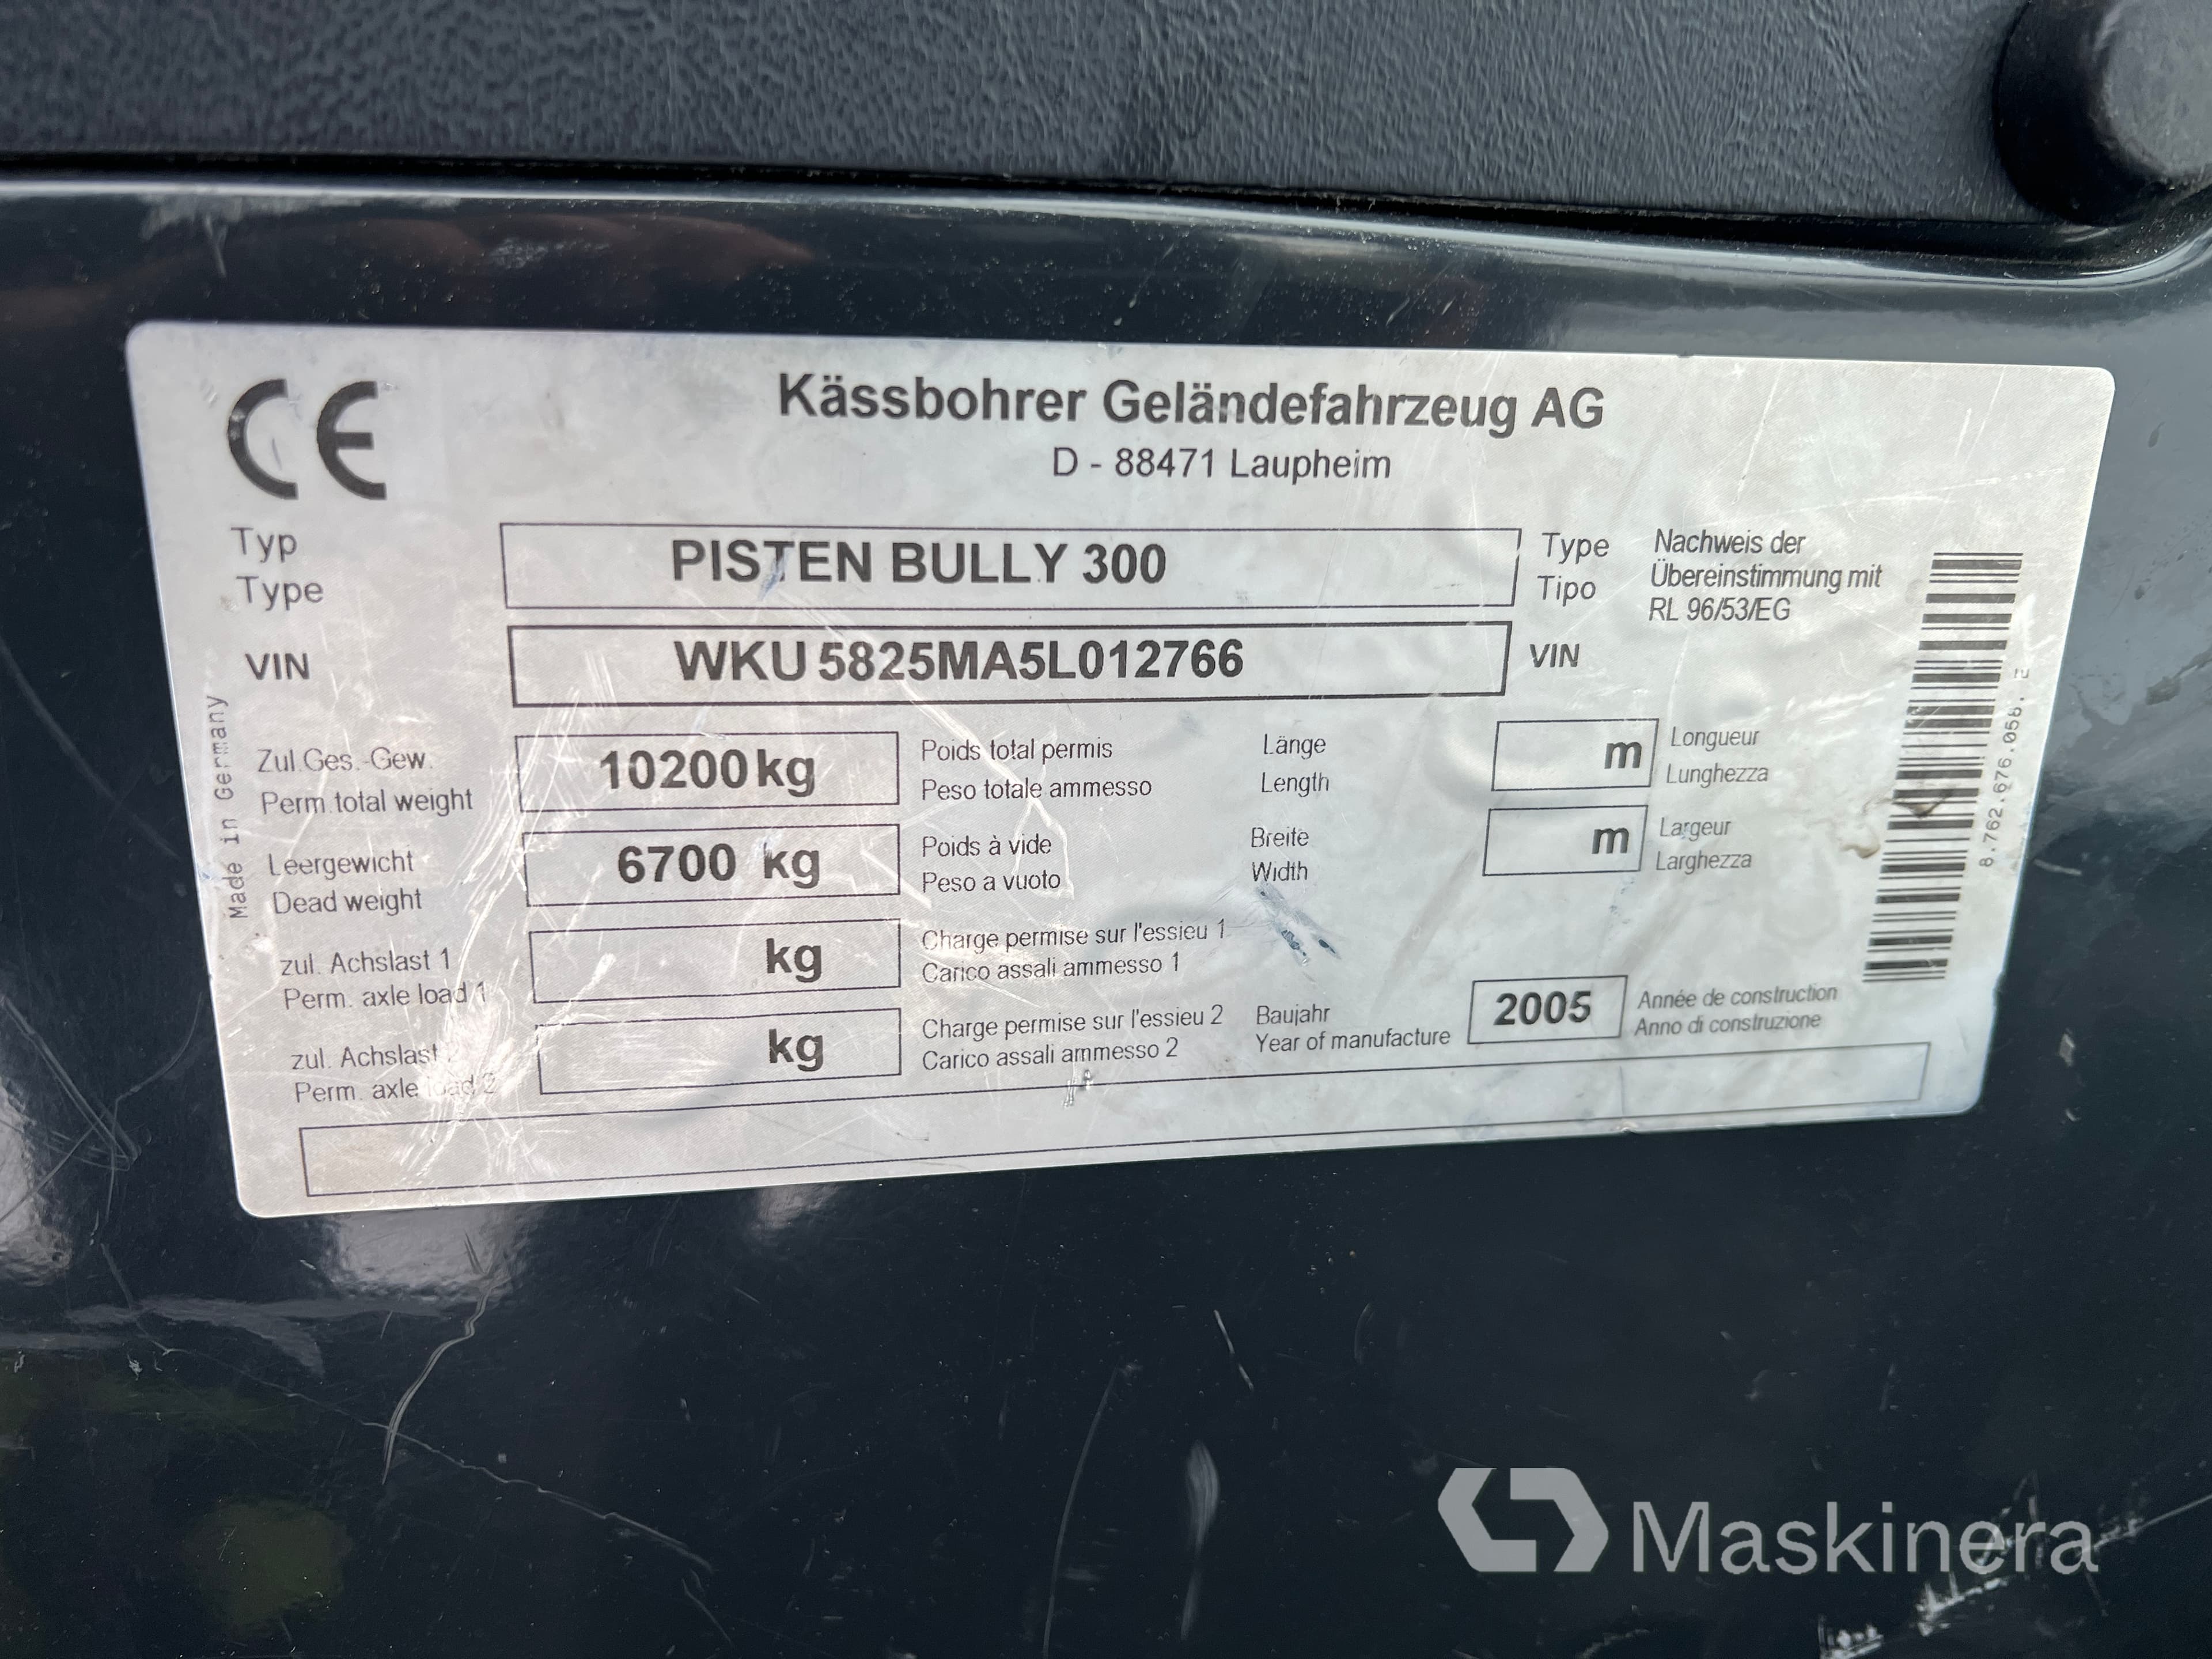 CE
Kässbohrer Geländefahrzeug AG
D - 88471 Laupheim
Typ
Type
PISTEN BULLY 300
Type
Tipo
Nachweis der
Übereinstimmung mit
RL 96/53/EG
VIN
WKU 5825MA5L012766
VIN
Made in Germany
Zul.Ges.-Gew.
Perm.total weight
10200 kg
Poids total permis
Peso totale ammesso
Länge
Length
m
Longueur
Lunghezza
Leergewicht
Dead weight
6700 kg
Poids à vide
Peso a vuoto
Breite
Width
m
Largeur
Larghezza
zul. Achslast 1
Perm. axle load 1
kg
Charge permise sur l'essieu 1
Carico assali ammesso 1
zul. Achslast
Perm. axle load 2
kg
Charge permise sur l'essieu 2
Carico assali ammesso 2
Baujahr
Year of manufacture
2005
Année de construction
Anno di construzione
8.762.676.056.
Maskinera